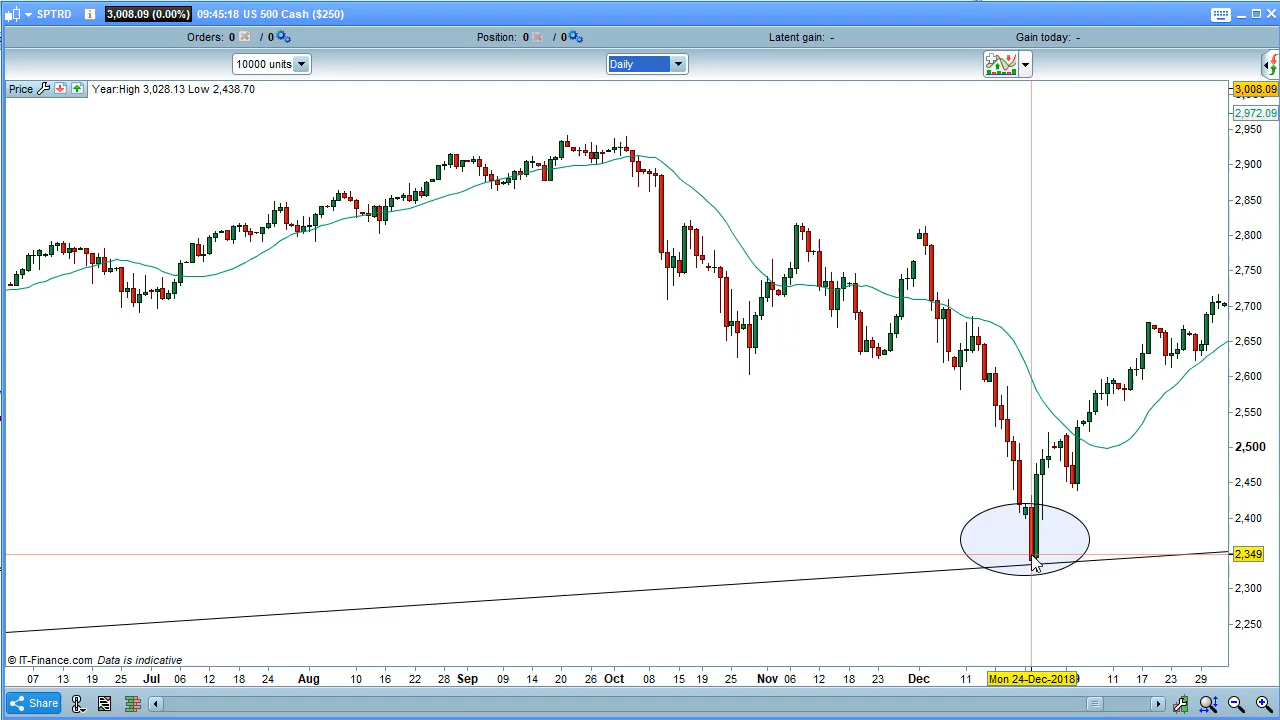 SPTRD i 3,008.09 (0.00%) 09:45:18 US 500 Cash ($250)
Orders: 0 / 0 Position: 0 / 0 Latent gain: - Gain today: -
10000 units Daily
Price Year:High 3,028.13 Low 2,438.70
3,008.09
2,972.09
2,950
2,900
2,850
2,800
2,750
2,700
2,650
2,600
2,550
2,500
2,450
2,400
2,349
2,300
2,250
© IT-Finance.com Data is indicative
07 13 19 25 Jul 06 12 18 24 Aug 10 16 22 28 Sep 09 14 20 26 Oct 08 15 19 25 Nov 06 12 18 23 Dec 11 Mon 24-Dec-2018 11 17 23 29
Share